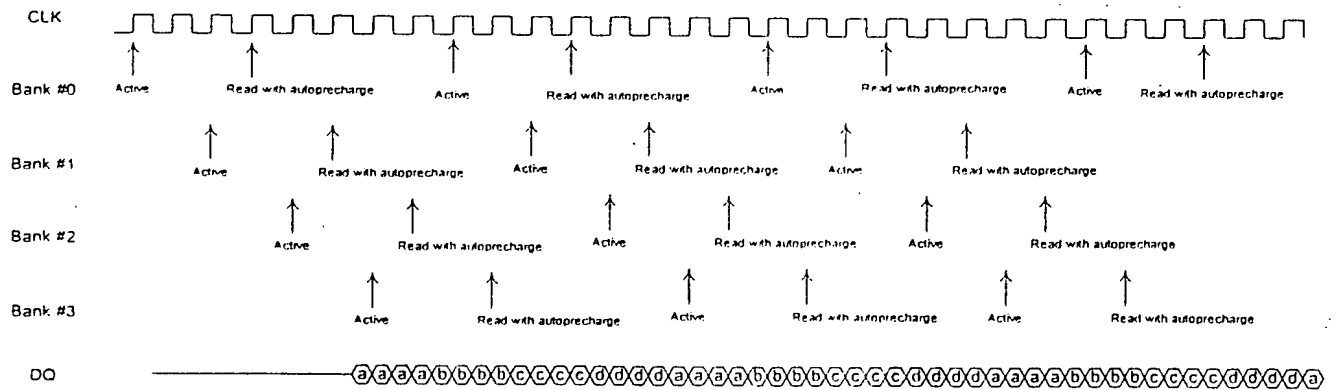 CLK
Bank #0 Active Read with autoprecharge Active Read with autoprecharge Active Read with autoprecharge Active Read with autoprecharge
Bank #1 Active Read with autoprecharge Active Read with autoprecharge Active Read with autoprecharge
Bank #2 Active Read with autoprecharge Active Read with autoprecharge Active Read with autoprecharge
Bank #3 Active Read with autoprecharge Active Read with autoprecharge Active Read with autoprecharge
DQ a a a a b b b b c c c c d d d d a a a a b b b b c c c c d d d d a a a a b b b b c c c c d d d d a